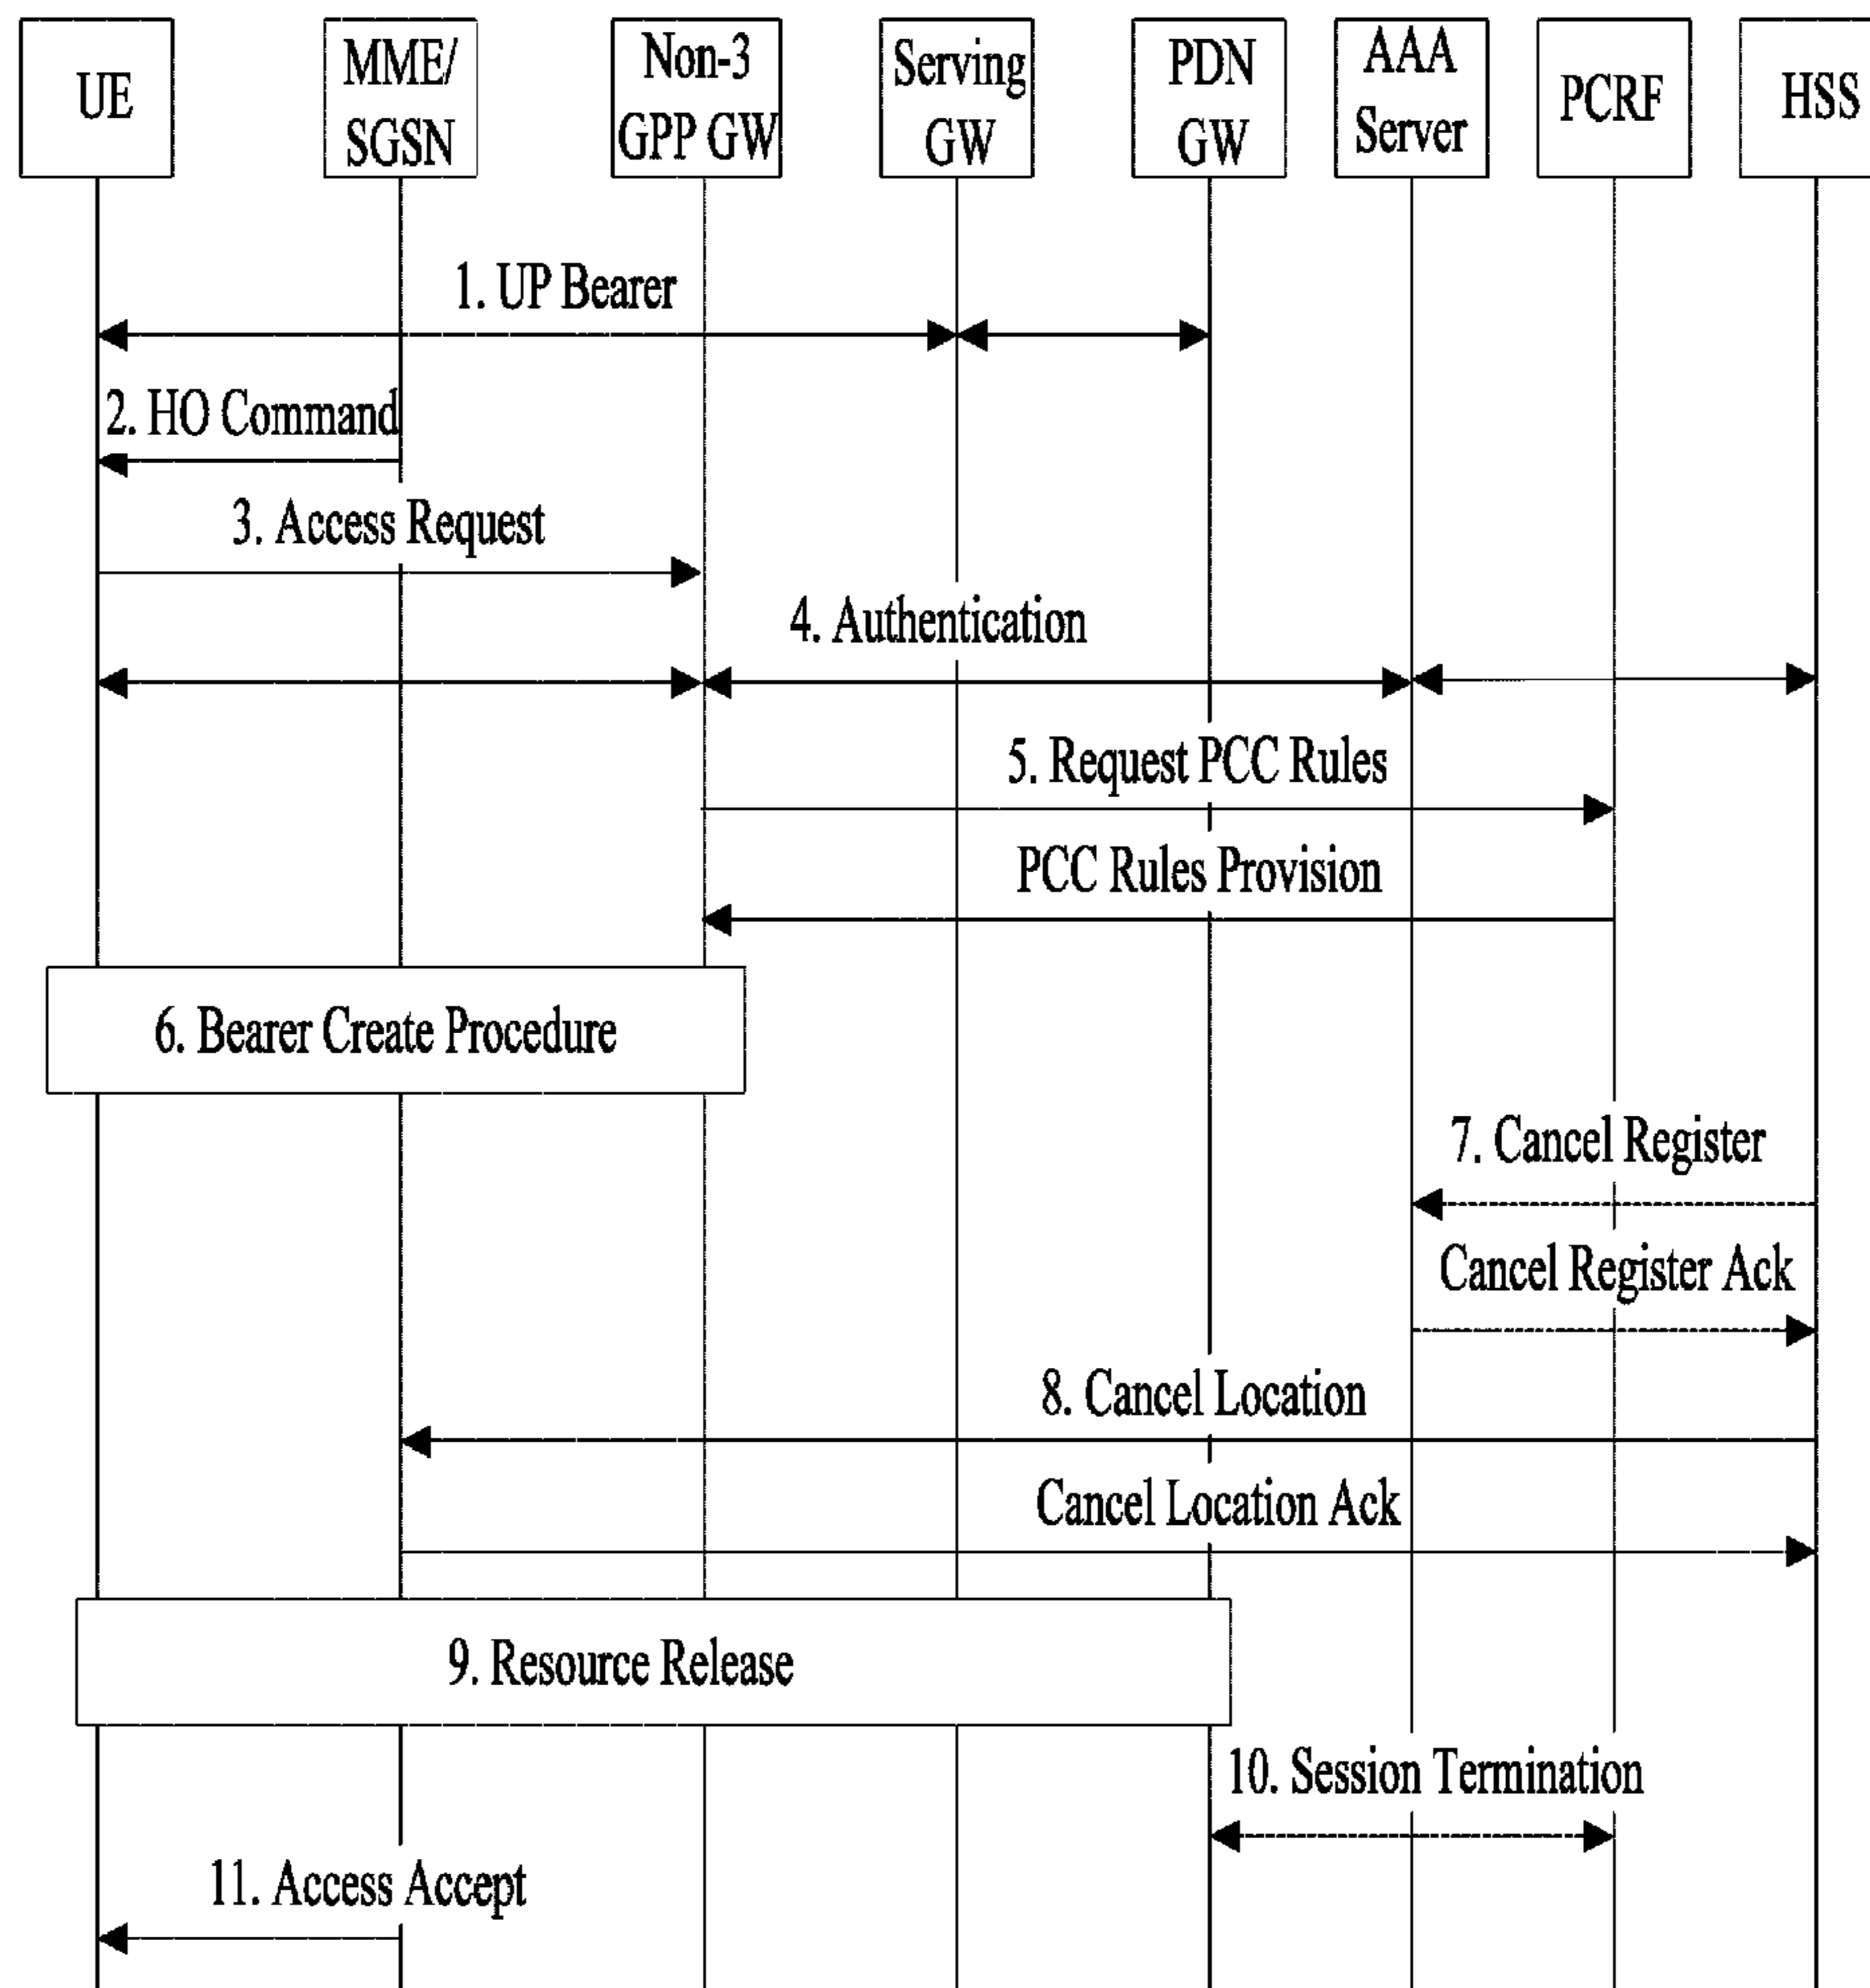 UE
MME/
SGSN
Non-3
GPP GW
Serving
GW
PDN
GW
AAA
Server
PCRF
HSS
1. UP Bearer
2. HO Command
3. Access Request
4. Authentication
5. Request PCC Rules
PCC Rules Provision
6. Bearer Create Procedure
7. Cancel Register
Cancel Register Ack
8. Cancel Location
Cancel Location Ack
9. Resource Release
10. Session Termination
11. Access Accept